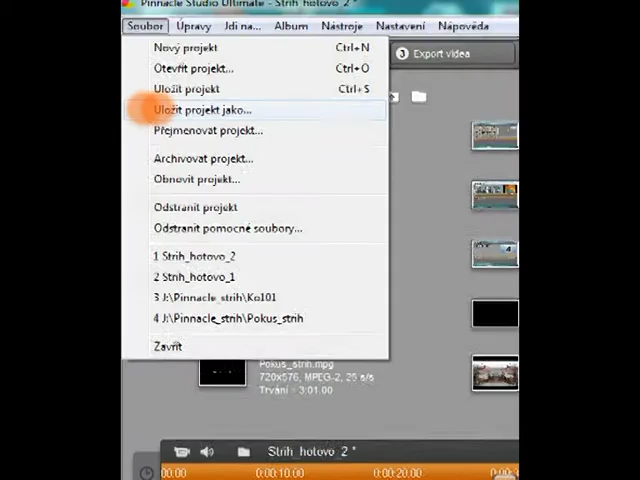 Pinnacle Studio Ultimate - Strih_hotovo_2 *
Soubor Úpravy Jdi na... Album Nástroje Nastavení Nápověda
Nový projekt Ctrl+N
Otevřít projekt... Ctrl+O
3 Export videa
Uložit projekt Ctrl+S
Uložit projekt jako...
Přejmenovat projekt...
Archivovat projekt...
Obnovit projekt...
Odstranit projekt
Odstranit pomocné soubory...
1 Strih_hotovo_2
2 Strih_hotovo_1
3 J:\Pinnacle_strih\Ko101
4 J:\Pinnacle_strih\Pokus_strih
Zavřít
Pokus_strih.mpg
720x576, MPEG-2, 25 s/s
Trvání = 3:01.00
Strih_hotovo_2 *
00.00 0:00:10.00 0:00:20.00